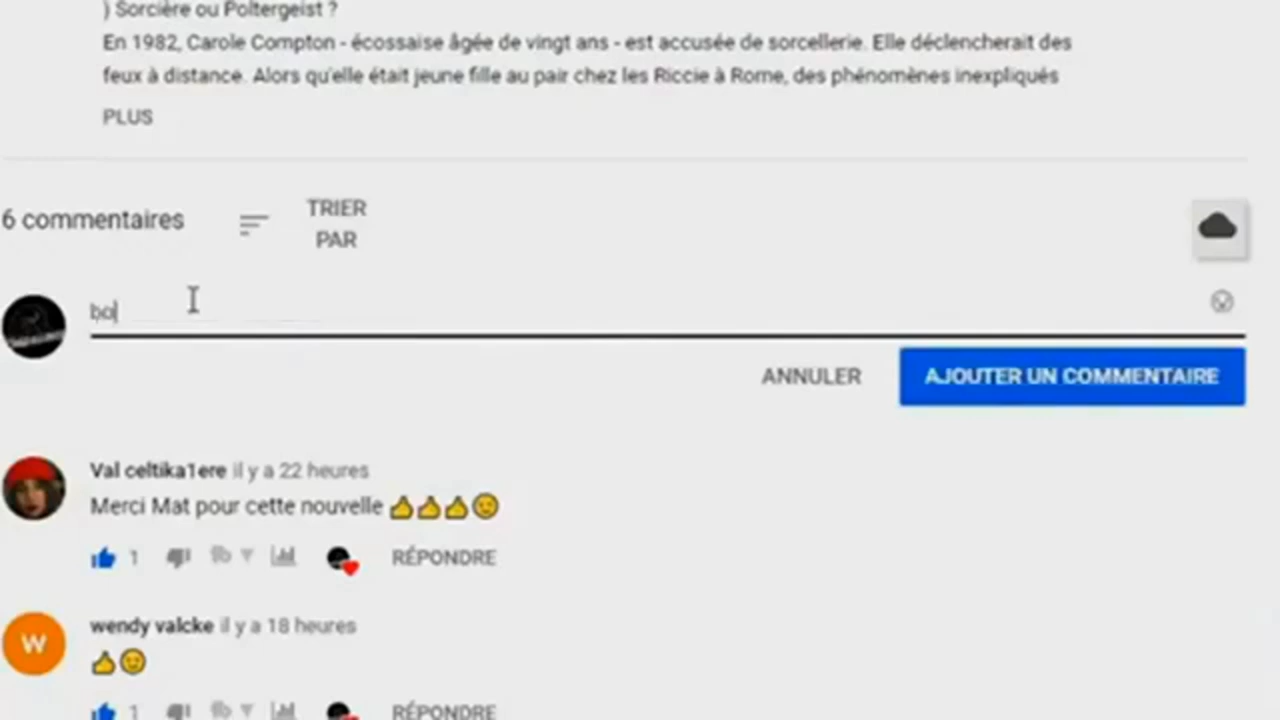 ) Sorcière ou Poltergeist ?
En 1982, Carole Compton - écossaise âgée de vingt ans - est accusée de sorcellerie. Elle déclencherait des
feux à distance. Alors qu'elle était jeune fille au pair chez les Riccie à Rome, des phénomènes inexpliqués
PLUS
6 commentaires
TRIER
PAR
bo
ANNULER
AJOUTER UN COMMENTAIRE
Val celtika1ere il y a 22 heures
Merci Mat pour cette nouvelle 👍👍👍😉
1
RÉPONDRE
W
wendy valcke il y a 18 heures
👍😉
1
RÉPONDRE